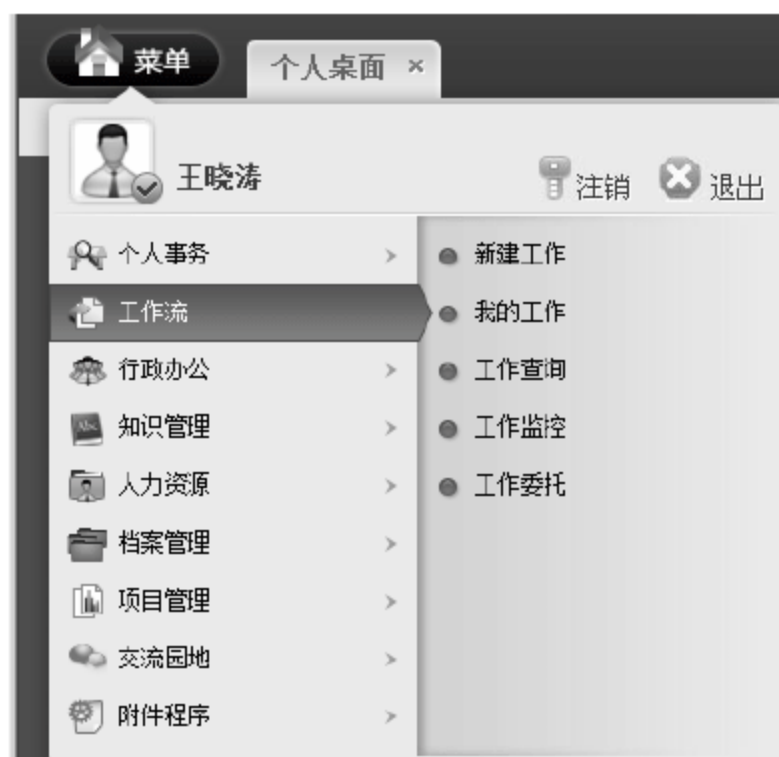 菜单 个人桌面 ×
王晓涛 注销 退出
个人事务 新建工作
工作流 我的工作
行政办公 工作查询
知识管理 工作监控
人力资源 工作委托
档案管理
项目管理
交流园地
附件程序